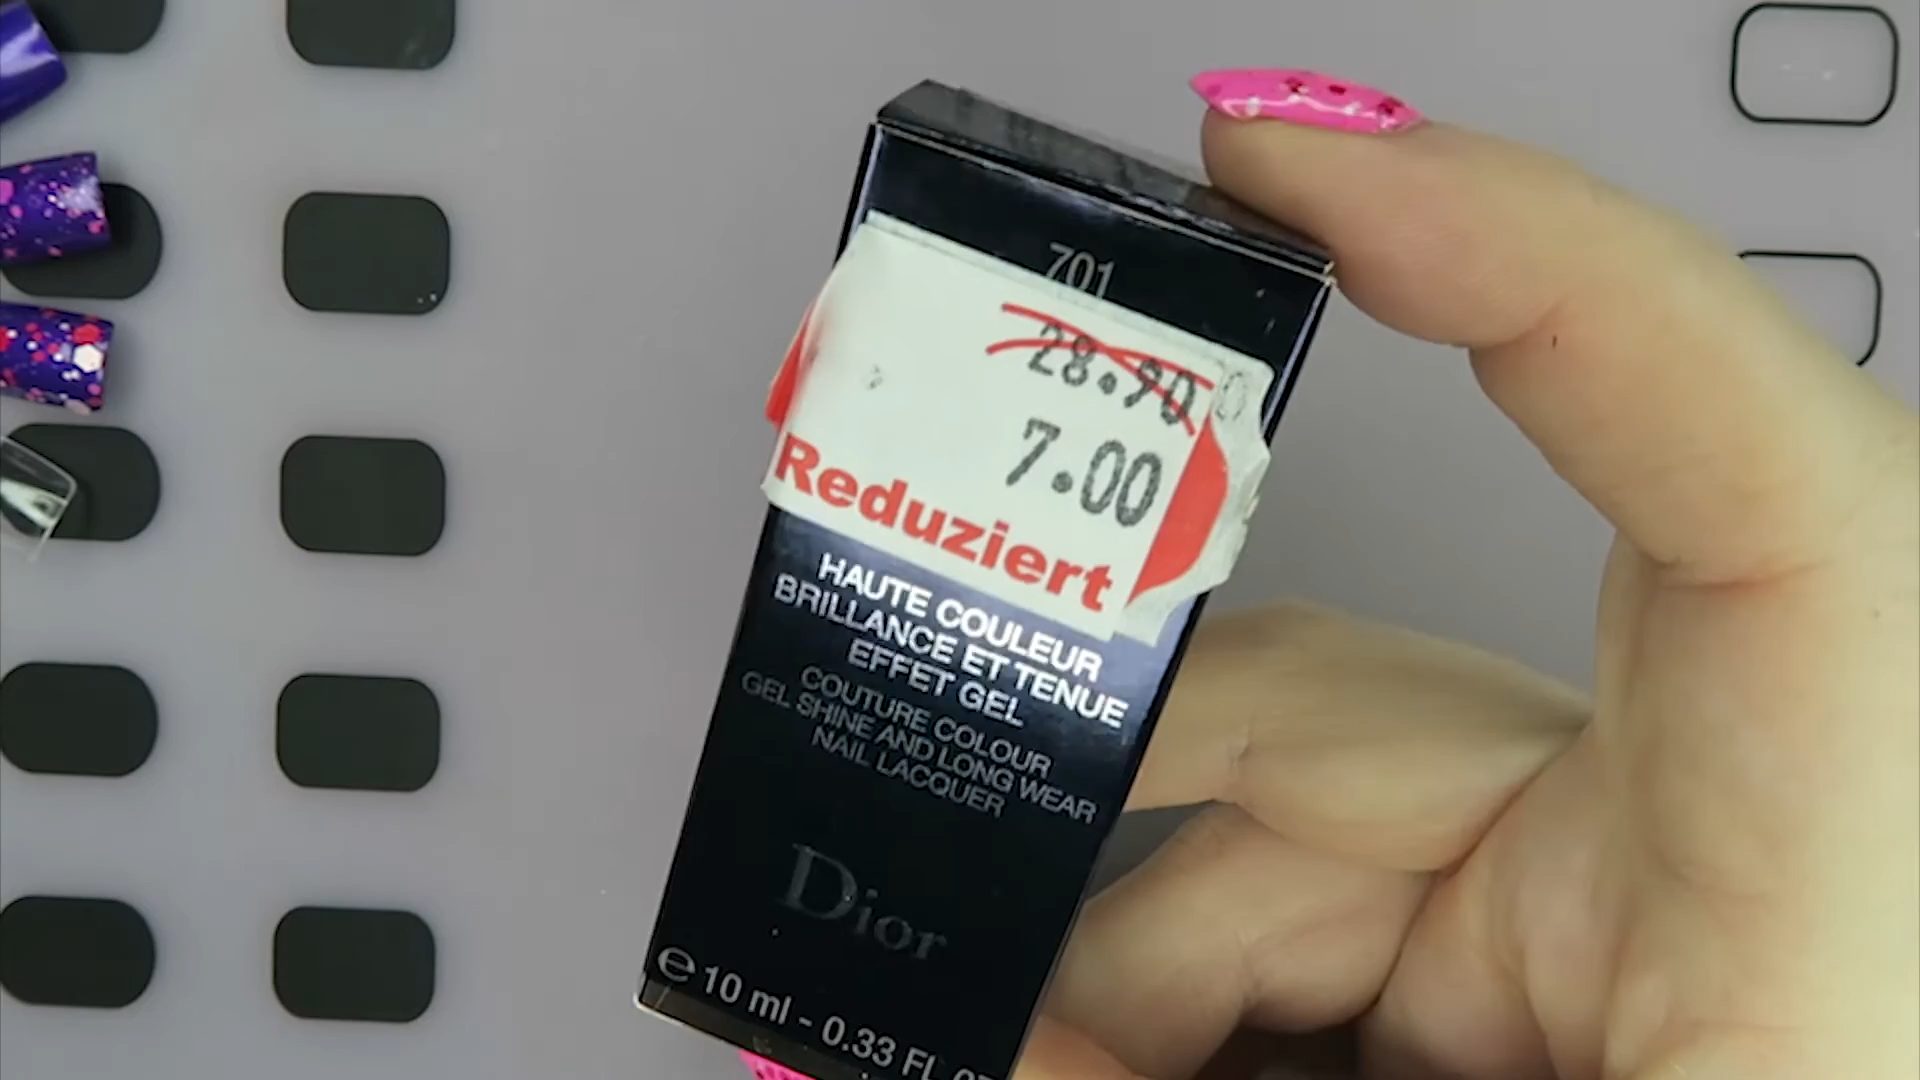 701
28.90
7.00
Reduziert
HAUTE COULEUR
BRILLANCE ET TENUE
EFFET GEL
COUTURE COLOUR
GEL SHINE AND LONG WEAR
NAIL LACQUER
Dior
℮ 10 ml - 0.33 FL